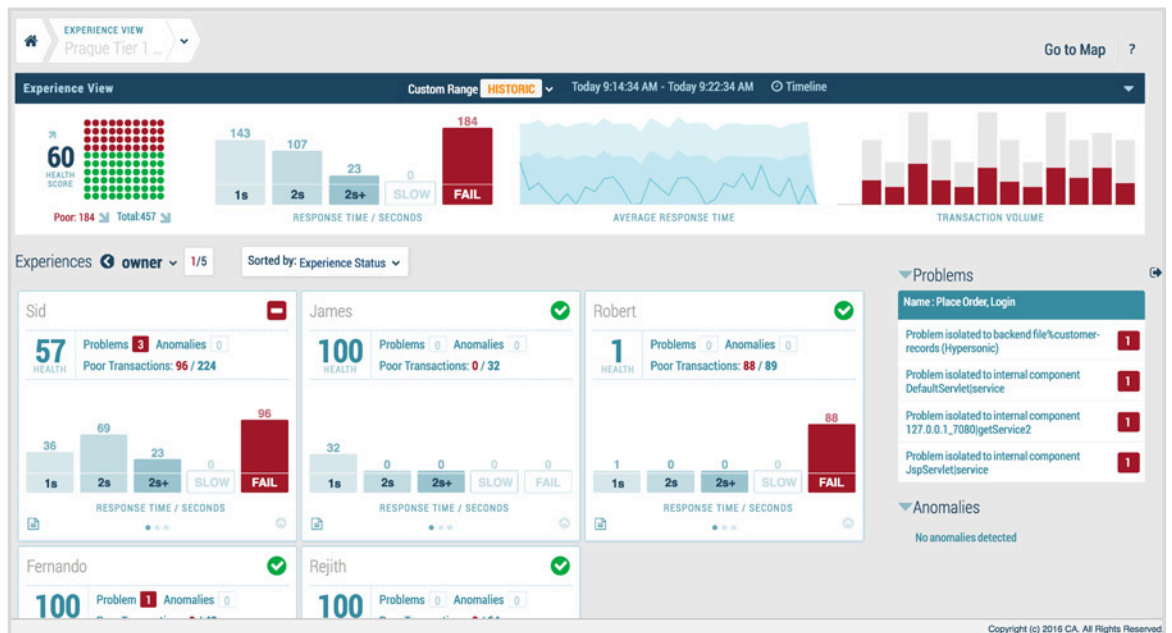 EXPERIENCE VIEW
Prague Tier 1 ...
Go to Map ?
Experience View
Custom Range HISTORIC
Today 9:14:34 AM - Today 9:22:34 AM
Timeline
60
HEALTH
SCORE
Poor: 184
Total:457
143
107
23
0
184
1s
2s
2s+
SLOW
FAIL
RESPONSE TIME / SECONDS
AVERAGE RESPONSE TIME
TRANSACTION VOLUME
Experiences
owner
1/5
Sorted by: Experience Status
Sid
57
HEALTH
Problems 3 Anomalies 0
Poor Transactions: 96 / 224
36
69
23
0
96
1s
2s
2s+
SLOW
FAIL
RESPONSE TIME / SECONDS
James
100
HEALTH
Problems 0 Anomalies 0
Poor Transactions: 0 / 32
32
0
0
0
0
1s
2s
2s+
SLOW
FAIL
RESPONSE TIME / SECONDS
Robert
1
HEALTH
Problems 0 Anomalies 0
Poor Transactions: 88 / 89
1
0
0
0
88
1s
2s
2s+
SLOW
FAIL
RESPONSE TIME / SECONDS
Fernando
100
Problem 1 Anomalies 0
Rejith
100
Problems 0 Anomalies 0
Problems
Name : Place Order, Login
Problem isolated to backend file%customer-
records (Hypersonic)
1
Problem isolated to internal component
DefaultServlet|service
1
Problem isolated to internal component
127.0.0.1_7080|getService2
1
Problem isolated to internal component
JspServlet|service
1
Anomalies
No anomalies detected
Copyright (c) 2016 CA. All Rights Reserved.